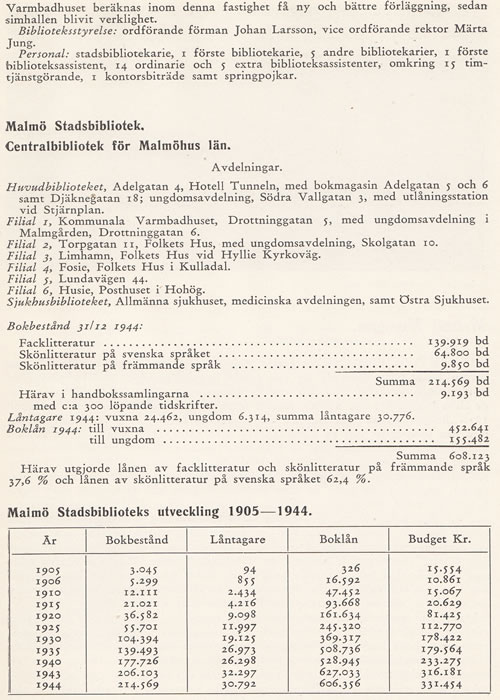 Varmbadhuset beräknas inom denna fastighet få ny och bättre förläggning, sedan
simhallen blivit verklighet.
Biblioteksstyrelse: ordförande förman Johan Larsson, vice ordförande rektor Märta
Jung.
Personal: stadsbibliotekarie, 1 förste bibliotekarie, 5 andre bibliotekarier, 1 förste
biblioteksassistent, 14 ordinarie och 5 extra biblioteksassistenter, omkring 15 tim-
tjänstgörande, 1 kontorsbiträde samt springpojkar.
Malmö Stadsbibliotek.
Centralbibliotek för Malmöhus län.
Avdelningar.
Huvudbiblioteket, Adelgatan 4, Hotell Tunneln, med bokmagasin Adelgatan 5 och 6
samt Djäknegatan 18; ungdomsavdelning, Södra Vallgatan 3, med utlåningsstation
vid Stjärnplan.
Filial 1, Kommunala Varmbadhuset, Drottninggatan 5, med ungdomsavdelning i
Malmgården, Drottninggatan 6.
Filial 2, Torpgatan 11, Folkets Hus, med ungdomsavdelning, Skolgatan 10.
Filial 3, Limhamn, Folkets Hus vid Hyllie Kyrkoväg.
Filial 4, Fosie, Folkets Hus i Kulladal.
Filial 5, Lundavägen 44.
Filial 6, Husie, Posthuset i Hohög.
Sjukhusbiblioteket, Allmänna sjukhuset, medicinska avdelningen, samt Östra Sjukhuset.
Bokbestånd 31/12 1944:
Facklitteratur ........ 139.919 bd
Skönlitteratur på svenska språket ........ 64.800 bd
Skönlitteratur på främmande språk ........ 9.850 bd
Summa 214.569 bd
Härav i handbokssamlingarna ........ 9.193 bd
med c:a 300 löpande tidskrifter.
Låntagare 1944: vuxna 24.462, ungdom 6.314, summa låntagare 30.776.
Boklån 1944: till vuxna ........ 452.641
till ungdom ........ 155.482
Summa 608.123
Härav utgjorde lånen av facklitteratur och skönlitteratur på främmande språk
37,6 % och lånen av skönlitteratur på svenska språket 62,4 %.
Malmö Stadsbiblioteks utveckling 1905—1944.
År Bokbestånd Låntagare Boklån Budget Kr.
1905 3.045 94 326 15.554
1906 5.299 855 16.592 10.861
1910 12.111 2.434 47.452 15.067
1915 21.021 4.216 93.668 20.629
1920 36.582 9.098 161.634 81.425
1925 55.701 11.997 245.320 112.770
1930 104.394 19.125 369.317 178.422
1935 139.493 26.973 508.736 179.564
1940 177.726 26.298 528.945 233.275
1943 206.103 32.297 627.033 316.181
1944 214.569 30.792 606.356 331.454